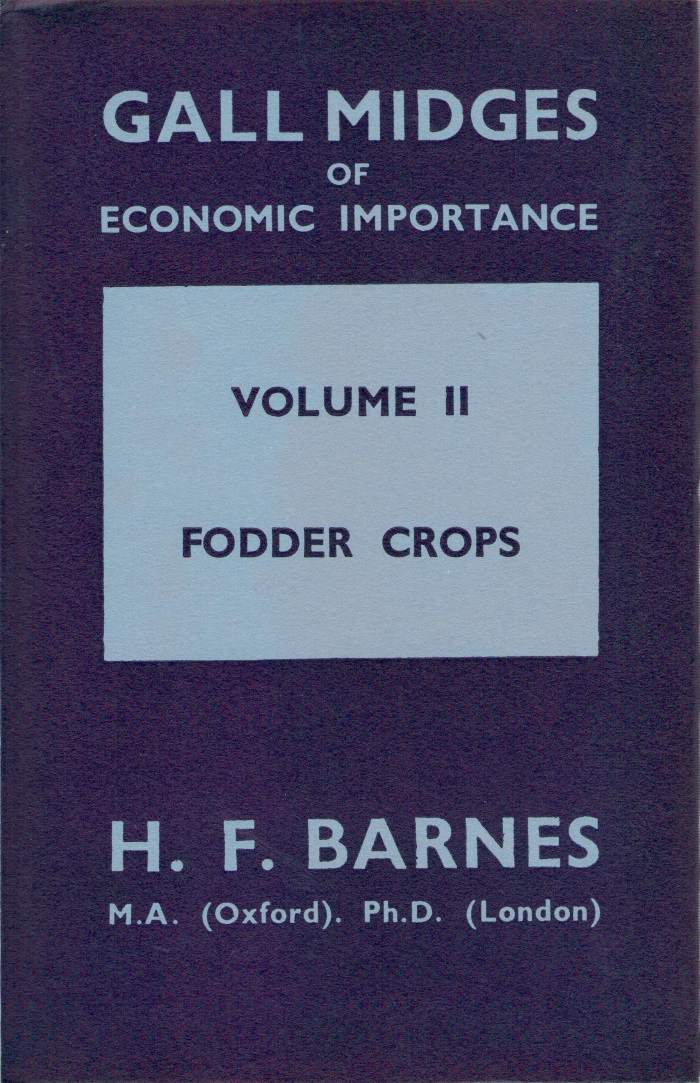 GALL MIDGES
OF
ECONOMIC IMPORTANCE
VOLUME II
FODDER CROPS
H. F. BARNES
M.A. (Oxford). Ph.D. (London)